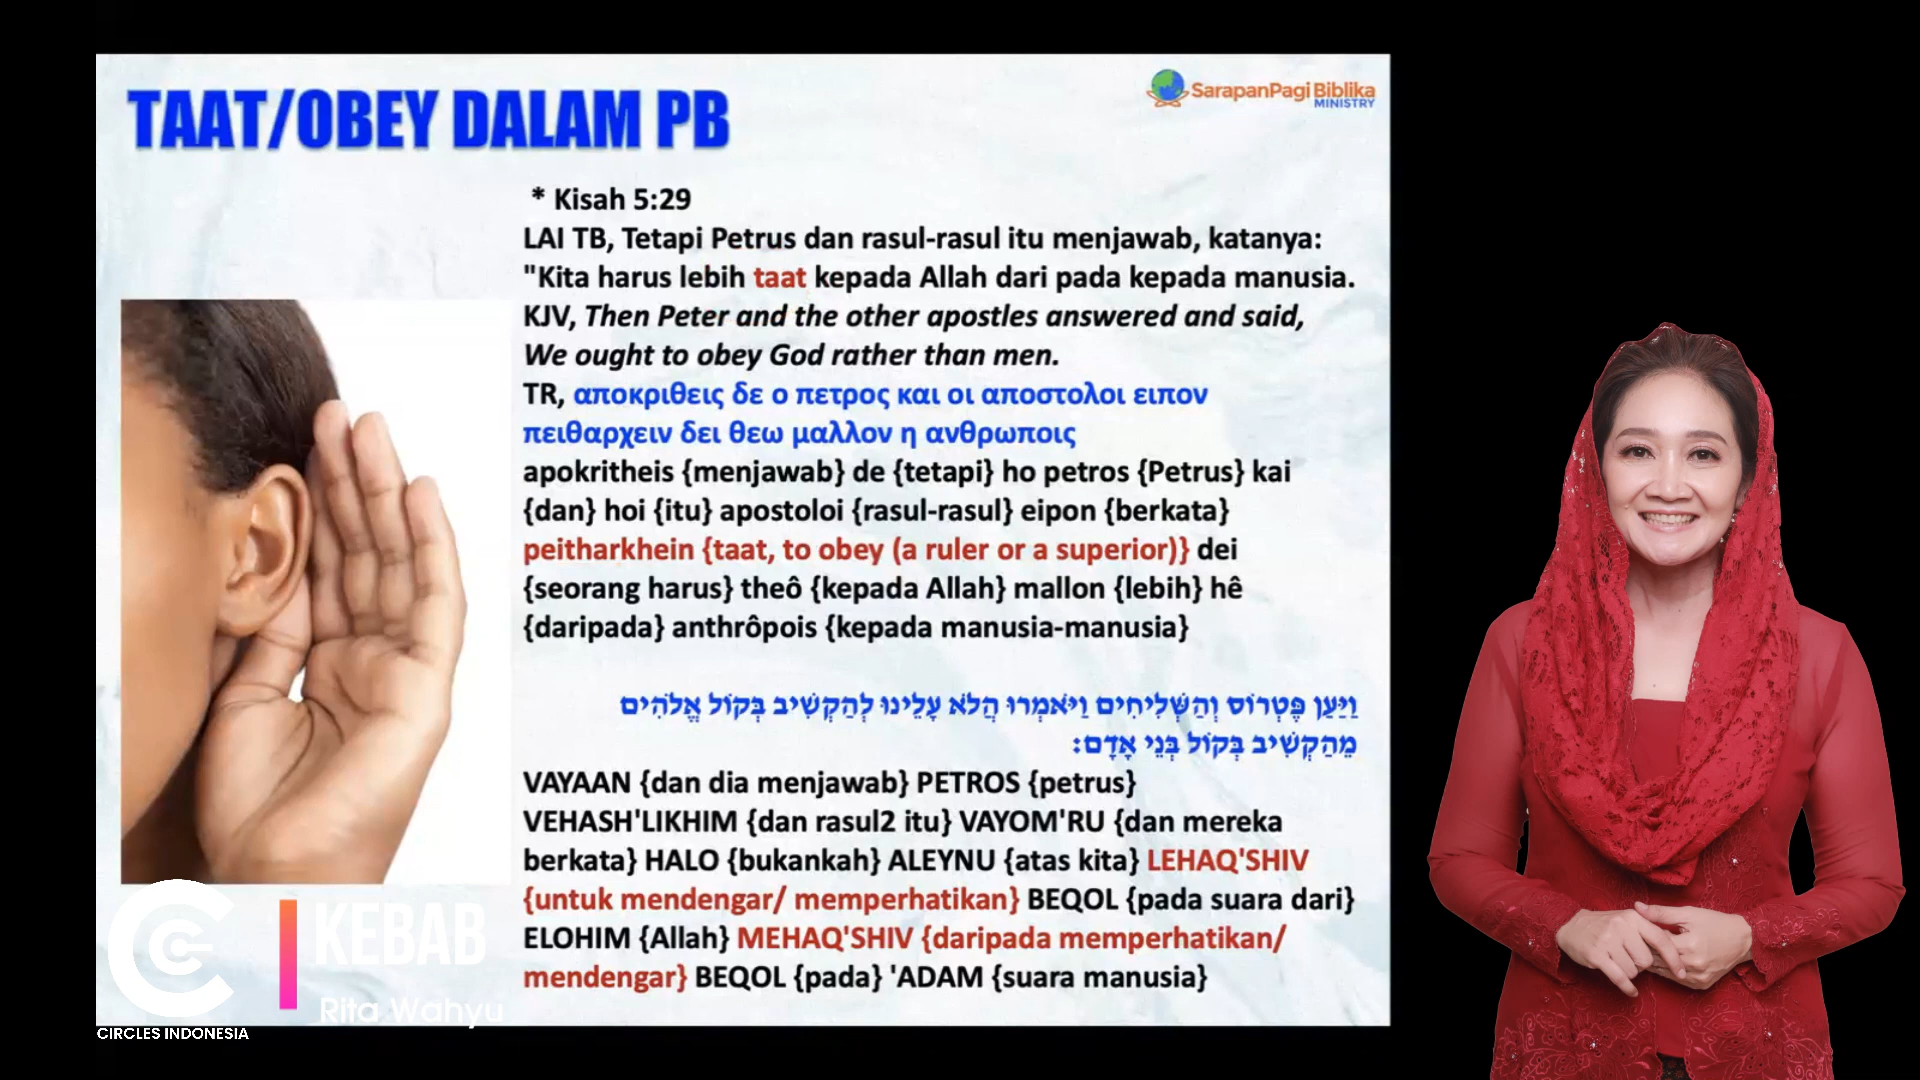 TAAT/OBEY DALAM PB
SarapanPagi Biblika
MINISTRY
* Kisah 5:29
LAI TB, Tetapi Petrus dan rasul-rasul itu menjawab, katanya:
"Kita harus lebih taat kepada Allah dari pada kepada manusia.
KJV, Then Peter and the other apostles answered and said,
We ought to obey God rather than men.
TR, αποκριθεις δε ο πετρος και οι αποστολοι ειπον
πειθαρχειν δει θεω μαλλον η ανθρωποις
apokritheis {menjawab} de {tetapi} ho petros {Petrus} kai
{dan} hoi {itu} apostoloi {rasul-rasul} eipon {berkata}
peitharkhein {taat, to obey (a ruler or a superior)} dei
{seorang harus} theô {kepada Allah} mallon {lebih} hê
{daripada} anthrôpois {kepada manusia-manusia}
וַיַּעַן פֶּטְרוֹס וְהַשְּׁלִיחִים וַיֹּאמְרוּ הֲלֹא עָלֵינוּ לְהַקְשִׁיב בְּקוֹל אֱלֹהִים
מֵהַקְשִׁיב בְּקוֹל בְּנֵי אָדָם׃
VAYAAN {dan dia menjawab} PETROS {petrus}
VEHASH'LIKHIM {dan rasul2 itu} VAYOM'RU {dan mereka
berkata} HALO {bukankah} ALEYNU {atas kita} LEHAQ'SHIV
{untuk mendengar/ memperhatikan} BEQOL {pada suara dari}
ELOHIM {Allah} MEHAQ'SHIV {daripada memperhatikan/
mendengar} BEQOL {pada} 'ADAM {suara manusia}
KEBAB
Rita Wahyu
CIRCLES INDONESIA